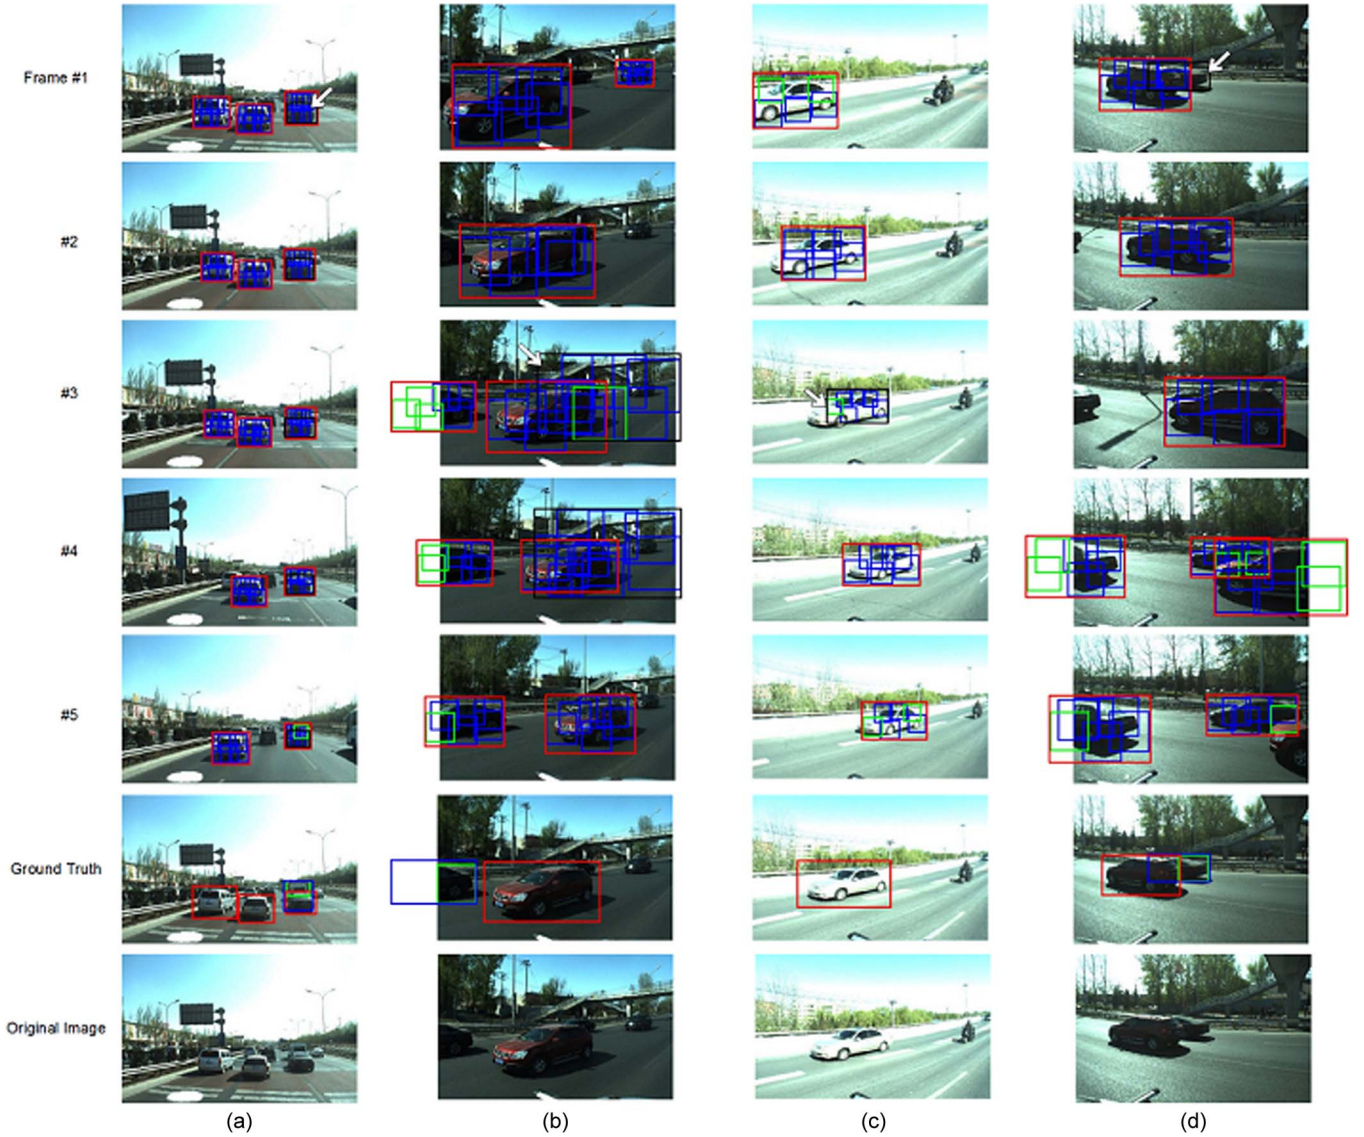 Frame #1
#2
#3
#4
#5
Ground Truth
Original Image
(a) (b) (c) (d)